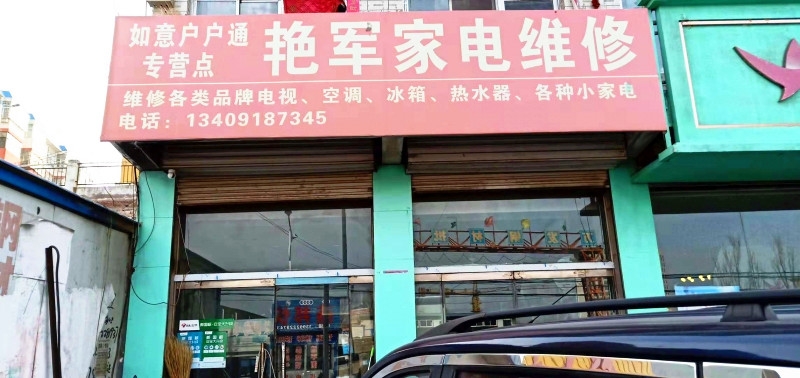 如意户户通
专营点
艳军家电维修
维修各类品牌电视、空调、冰箱、热水器、各种小家电
电话：13409187345